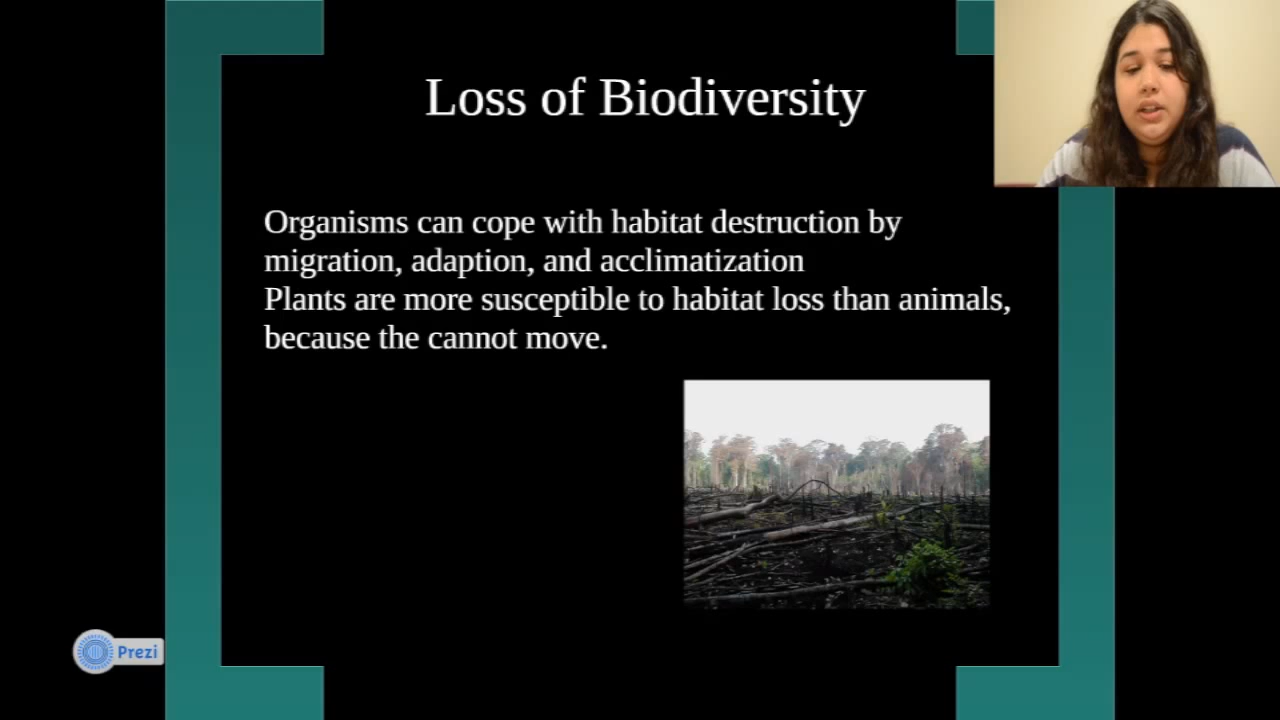 Loss of Biodiversity
Organisms can cope with habitat destruction by
migration, adaption, and acclimatization
Plants are more susceptible to habitat loss than animals,
because the cannot move.
Prezi